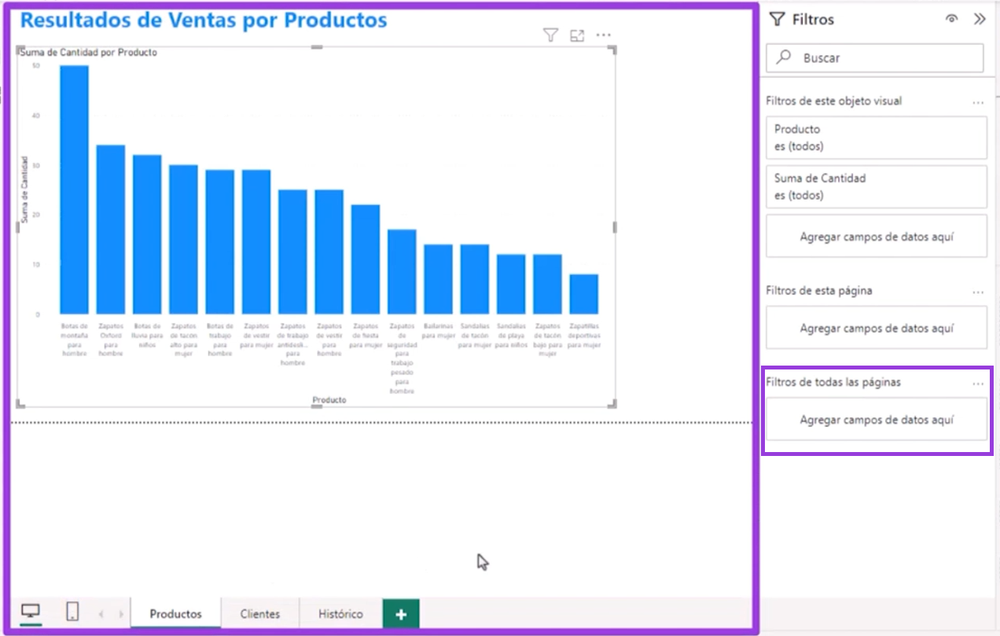 Resultados de Ventas por Productos
Suma de Cantidad por Producto
50
40
30
20
10
0
Suma de Cantidad
Botas de montaña para hombre
Zapatos Oxford para hombre
Botas de lluvia para niños
Zapatos de tacón alto para mujer
Botas de trabajo para hombre
Zapatos de vestir para mujer
Zapatos de trabajo antidesli... para hombre
Zapatos de vestir para hombre
Zapatos de fiesta para mujer
Zapatos de seguridad para trabajo pesado para hombre
Bailarinas para mujer
Sandalias de tacón para mujer
Sandalias de playa para niños
Zapatos de tacón bajo para mujer
Zapatillas deportivas para mujer
Producto
Productos
Clientes
Histórico
+
Filtros
Buscar
Filtros de este objeto visual
...
Producto
es (todos)
Suma de Cantidad
es (todos)
Agregar campos de datos aquí
Filtros de esta página
...
Agregar campos de datos aquí
Filtros de todas las páginas
...
Agregar campos de datos aquí